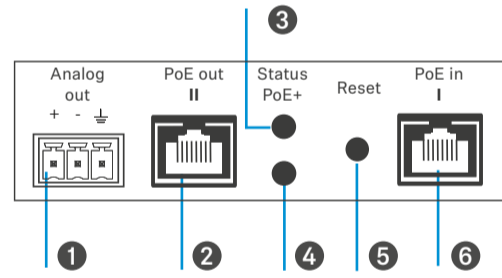 3
Analog
out
+ - ⏚
PoE out
II
Status
PoE+
Reset
PoE in
I
1
2
4
5
6